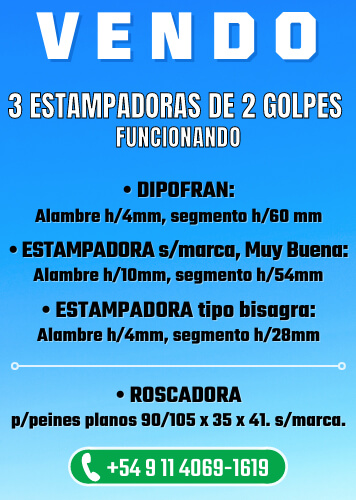 VENDO
3 ESTAMPADORAS DE 2 GOLPES
FUNCIONANDO
• DIPOFRAN:
Alambre h/4mm, segmento h/60 mm
• ESTAMPADORA s/marca, Muy Buena:
Alambre h/10mm, segmento h/54mm
• ESTAMPADORA tipo bisagra:
Alambre h/4mm, segmento h/28mm
• ROSCADORA
p/peines planos 90/105 x 35 x 41. s/marca.
+54 9 11 4069-1619